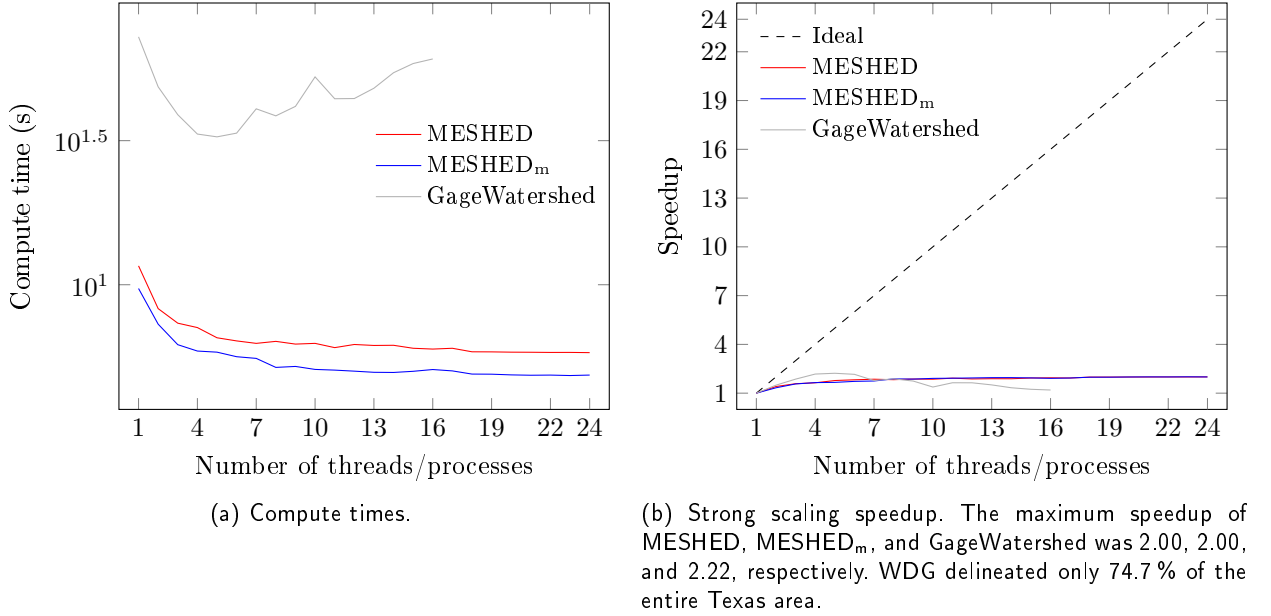 10^1.5
10^1
Compute time (s)
MESHED
MESHED_m
GageWatershed
1 4 7 10 13 16 19 22 24
Number of threads/processes
(a) Compute times.
24
22
19
16
13
10
7
4
1
Speedup
Ideal
MESHED
MESHED_m
GageWatershed
1 4 7 10 13 16 19 22 24
Number of threads/processes
(b) Strong scaling speedup. The maximum speedup of
MESHED, MESHED_m, and GageWatershed was 2.00, 2.00,
and 2.22, respectively. WDG delineated only 74.7 % of the
entire Texas area.